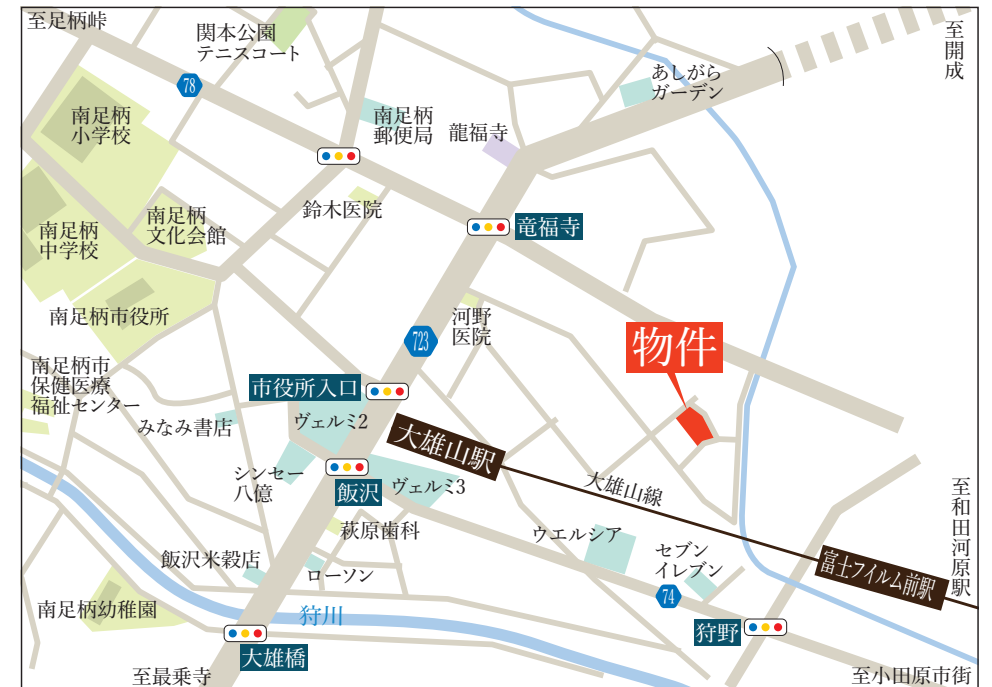 至足柄峠
関本公園
テニスコート
至開成
78
あしがら
ガーデン
南足柄
小学校
南足柄
郵便局
龍福寺
鈴木医院
南足柄
文化会館
南足柄
中学校
竜福寺
南足柄市役所
河野
医院
723
物件
南足柄市
保健医療
福祉センター
市役所入口
みなみ書店
ヴェルミ2
大雄山駅
シンセー
八億
飯沢
ヴェルミ3
大雄山線
至和田河原駅
萩原歯科
ウエルシア
セブン
イレブン
飯沢米穀店
ローソン
富士フイルム前駅
74
南足柄幼稚園
狩川
狩野
大雄橋
至最乗寺
至小田原市街